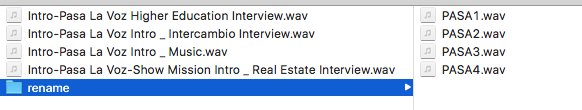 Intro-Pasa La Voz Higher Education Interview.wav
Intro-Pasa La Voz Intro _ Intercambio Interview.wav
Intro-Pasa La Voz Intro _ Music.wav
Intro-Pasa La Voz-Show Mission Intro _ Real Estate Interview.wav
rename
PASA1.wav
PASA2.wav
PASA3.wav
PASA4.wav